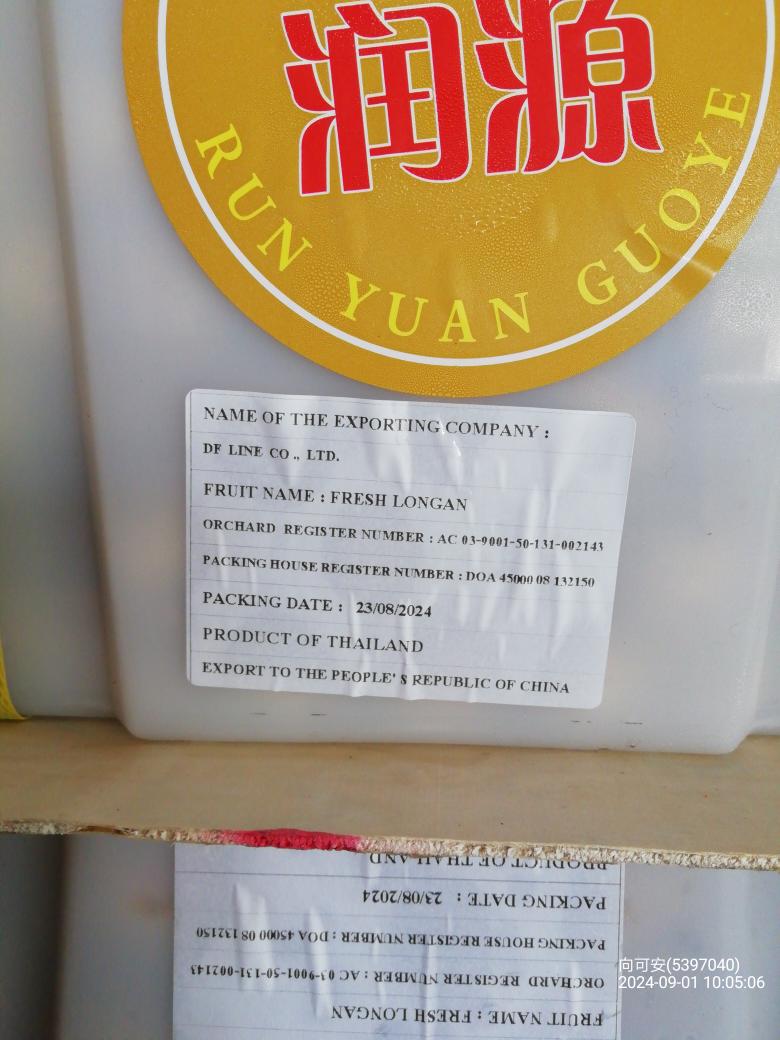 润源
RUN YUAN GUOYE
NAME OF THE EXPORTING COMPANY :
DF LINE CO ., LTD.
FRUIT NAME : FRESH LONGAN
ORCHARD REGISTER NUMBER : AC 03-9001-50-131-002143
PACKING HOUSE REGISTER NUMBER : DOA 45000 08 132150
PACKING DATE : 23/08/2024
PRODUCT OF THAILAND
EXPORT TO THE PEOPLE' S REPUBLIC OF CHINA
FRUIT NAME : FRESH LONGAN
ORCHARD REGISTER NUMBER : AC 03-9001-50-131-002143
PACKING HOUSE REGISTER NUMBER : DOA 45000 08 132150
PACKING DATE : 23/08/2024
PRODUCT OF THAILAND
向可安(5397040)
2024-09-01 10:05:06